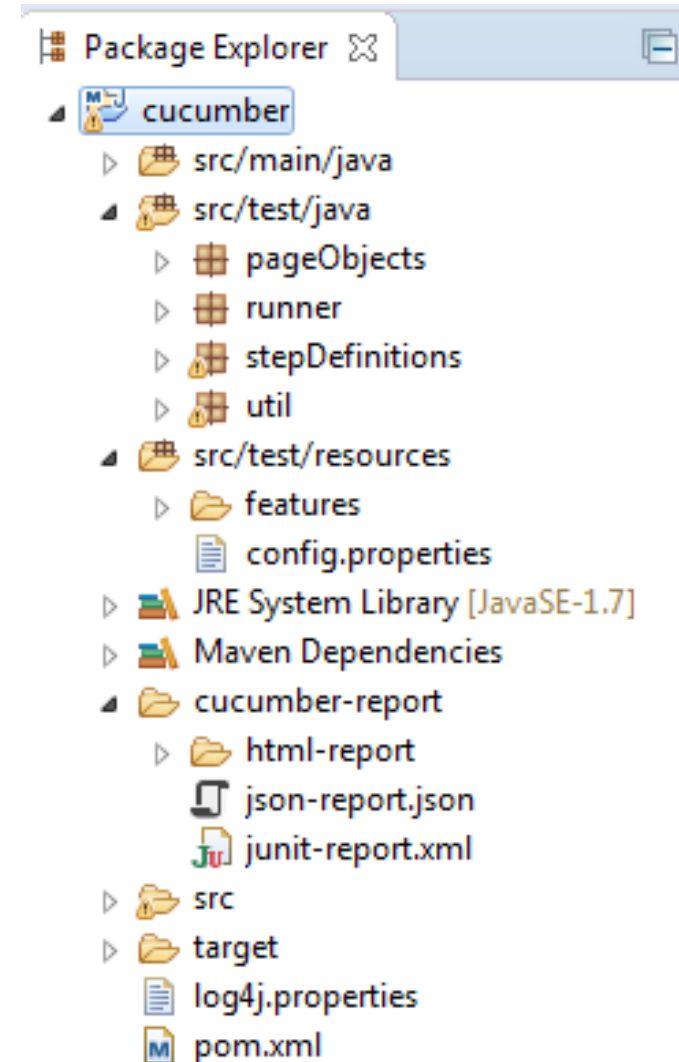 Package Explorer
cucumber
src/main/java
src/test/java
pageObjects
runner
stepDefinitions
util
src/test/resources
features
config.properties
JRE System Library [JavaSE-1.7]
Maven Dependencies
cucumber-report
html-report
json-report.json
junit-report.xml
src
target
log4j.properties
pom.xml